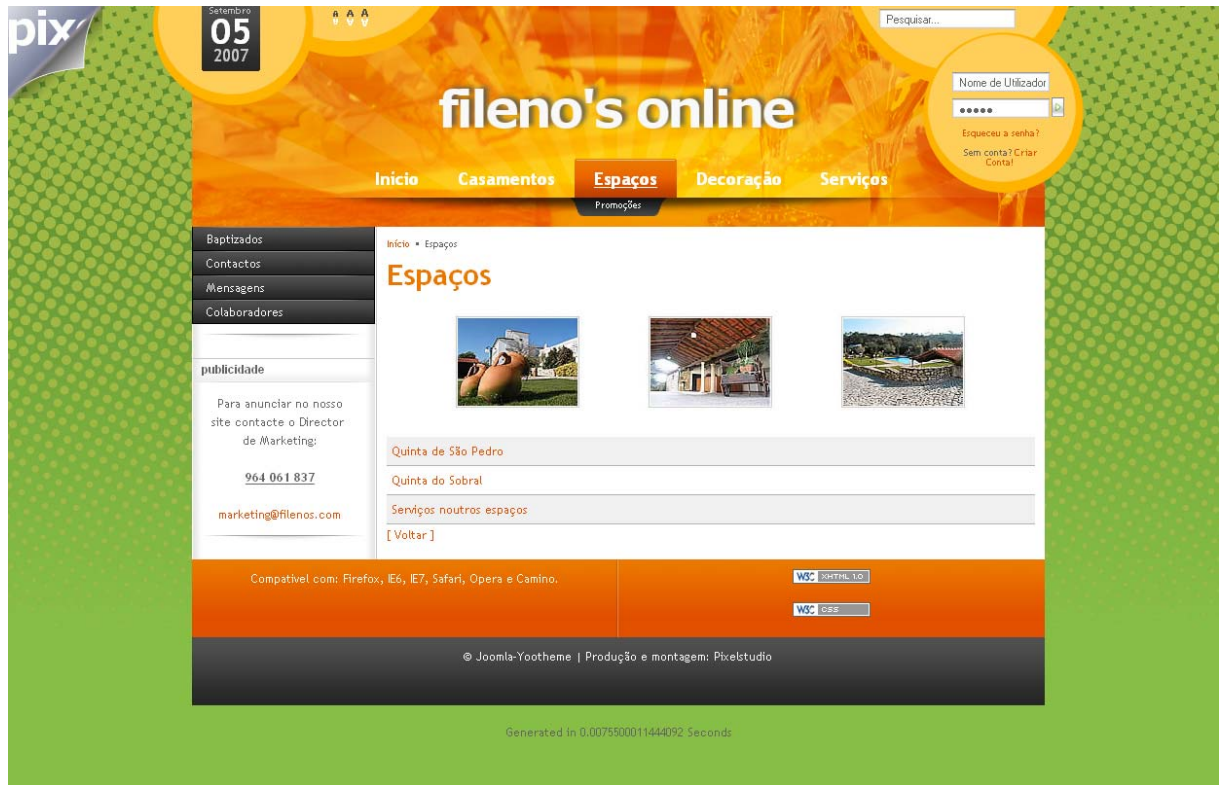 pix
Setembro
05
2007
A A A
Pesquisar...
fileno's online
Nome de Utilizador
•••••
Esqueceu a senha?
Sem conta? Criar
Conta!
Início Casamentos Espaços Decoração Serviços
Promoções
Baptizados
Contactos
Mensagens
Colaboradores
publicidade
Para anunciar no nosso
site contacte o Director
de Marketing:
964 061 837
marketing@filenos.com
Início Espaços
Espaços
Quinta de São Pedro
Quinta do Sobral
Serviços noutros espaços
[ Voltar ]
Compativel com: Firefox, IE6, IE7, Safari, Opera e Camino.
W3C XHTML 1.0
W3C CSS
© Joomla-Yootheme | Produção e montagem: Pixelstudio
Generated in 0.0075500011444092 Seconds